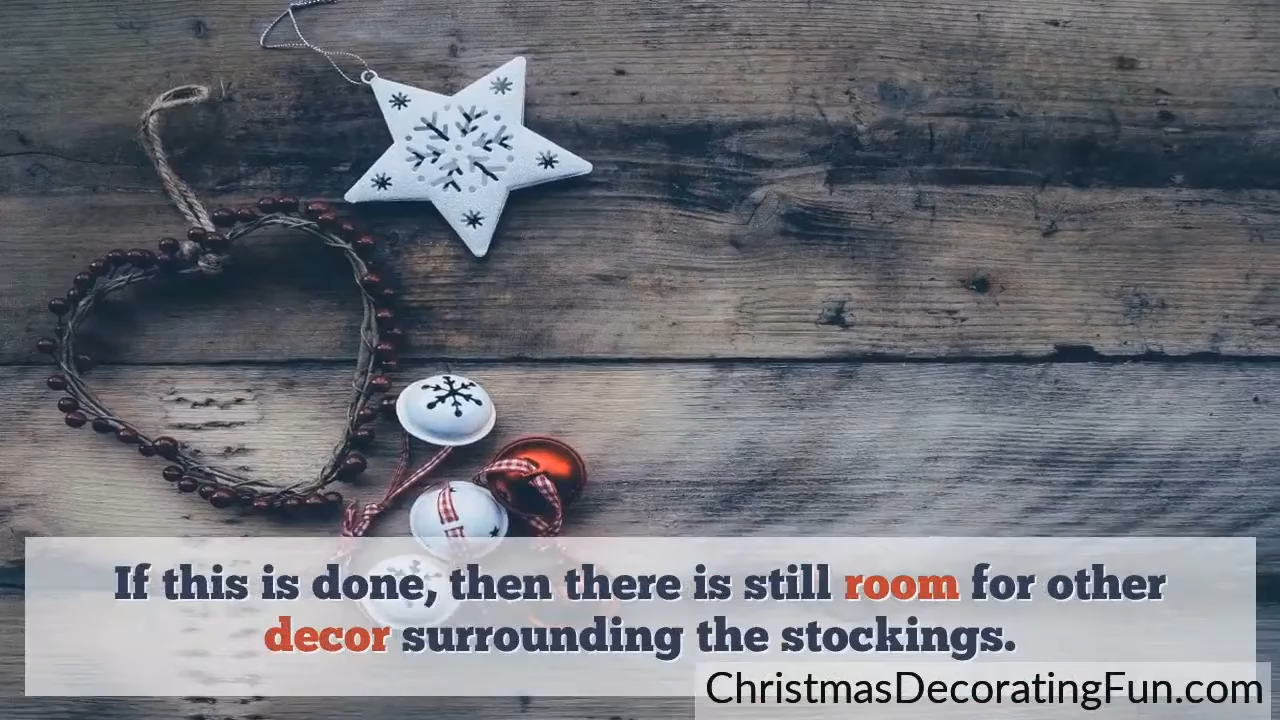 If this is done, then there is still room for other
decor surrounding the stockings.
ChristmasDecoratingFun.com